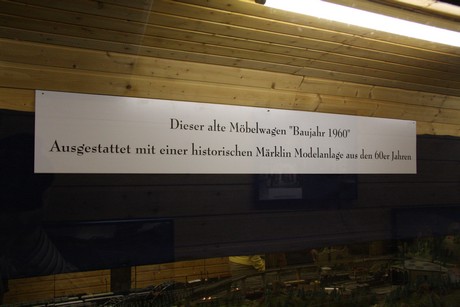 Dieser alte Möbelwagen "Baujahr 1960"
Ausgestattet mit einer historischen Märklin Modelanlage aus den 60er Jahren